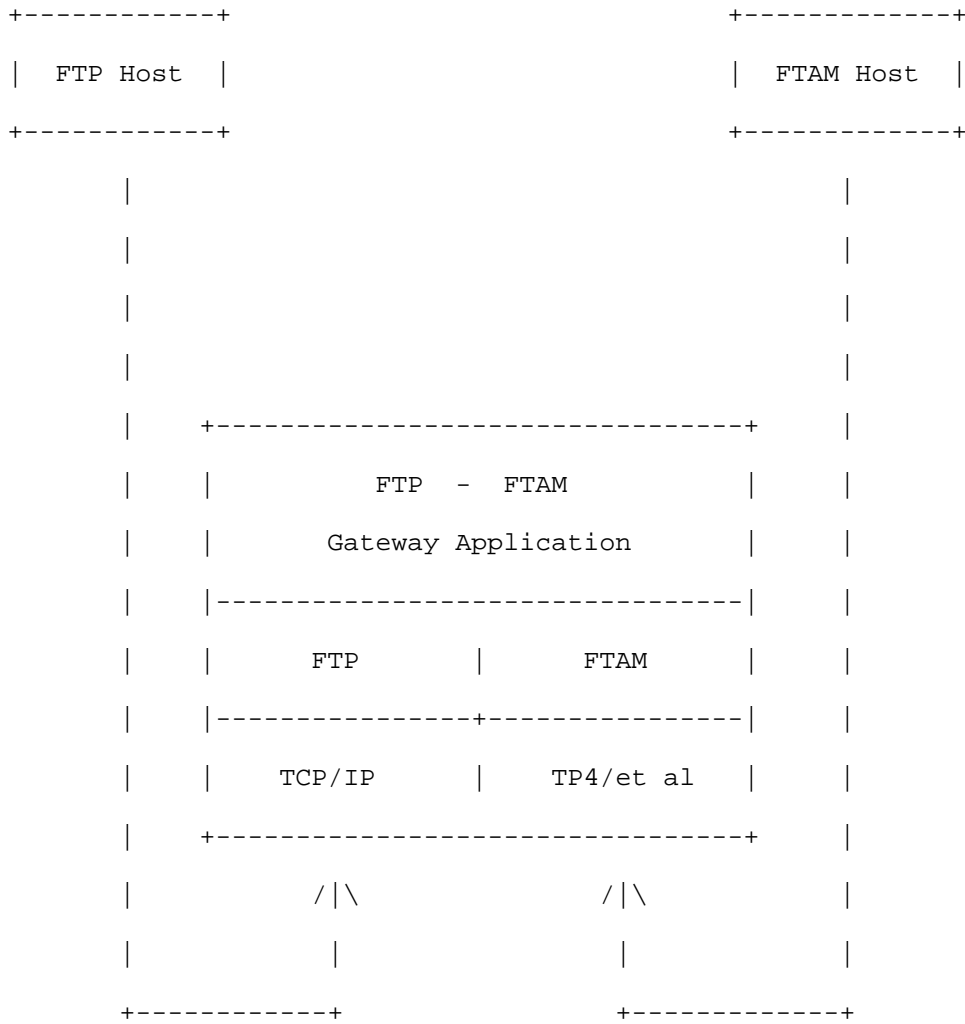 +------------+                               +-------------+
|  FTP Host  |                               |  FTAM Host  |
+------------+                               +-------------+
       |                                            |
       |                                            |
       |                                            |
       |                                            |
       |    +---------------------------------+     |
       |    |          FTP  -  FTAM           |     |
       |    |       Gateway Application       |     |
       |    |---------------------------------|     |
       |    |      FTP       |      FTAM      |     |
       |    |----------------+----------------|     |
       |    |    TCP/IP      |    TP4/et al   |     |
       |    +---------------------------------+     |
       |           /|\               /|\            |
       |            |                 |             |
       +------------+                 +-------------+